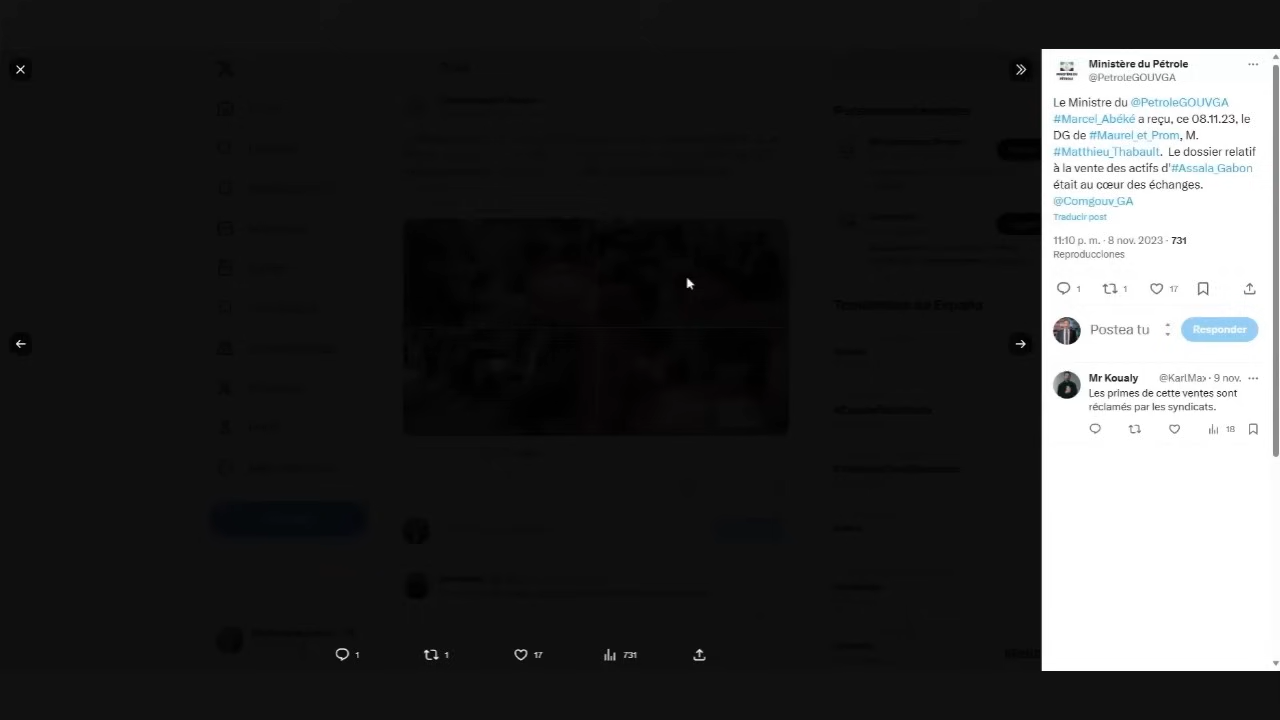 Ministère du Pétrole
@PetroleGOUVGA
Le Ministre du @PetroleGOUVGA
#Marcel_Abéké a reçu, ce 08.11.23, le
DG de #Maurel_et_Prom, M.
#Matthieu_Thabault. Le dossier relatif
à la vente des actifs d'#Assala_Gabon
était au cœur des échanges.
@Comgouv_GA
Traducir post
11:10 p. m. · 8 nov. 2023 · 731
Reproducciones
1 1 17
Postea tu Responder
Mr Koualy @KarlMax · 9 nov.
Les primes de cette ventes sont
réclamés par les syndicats.
18
1 1 17 731